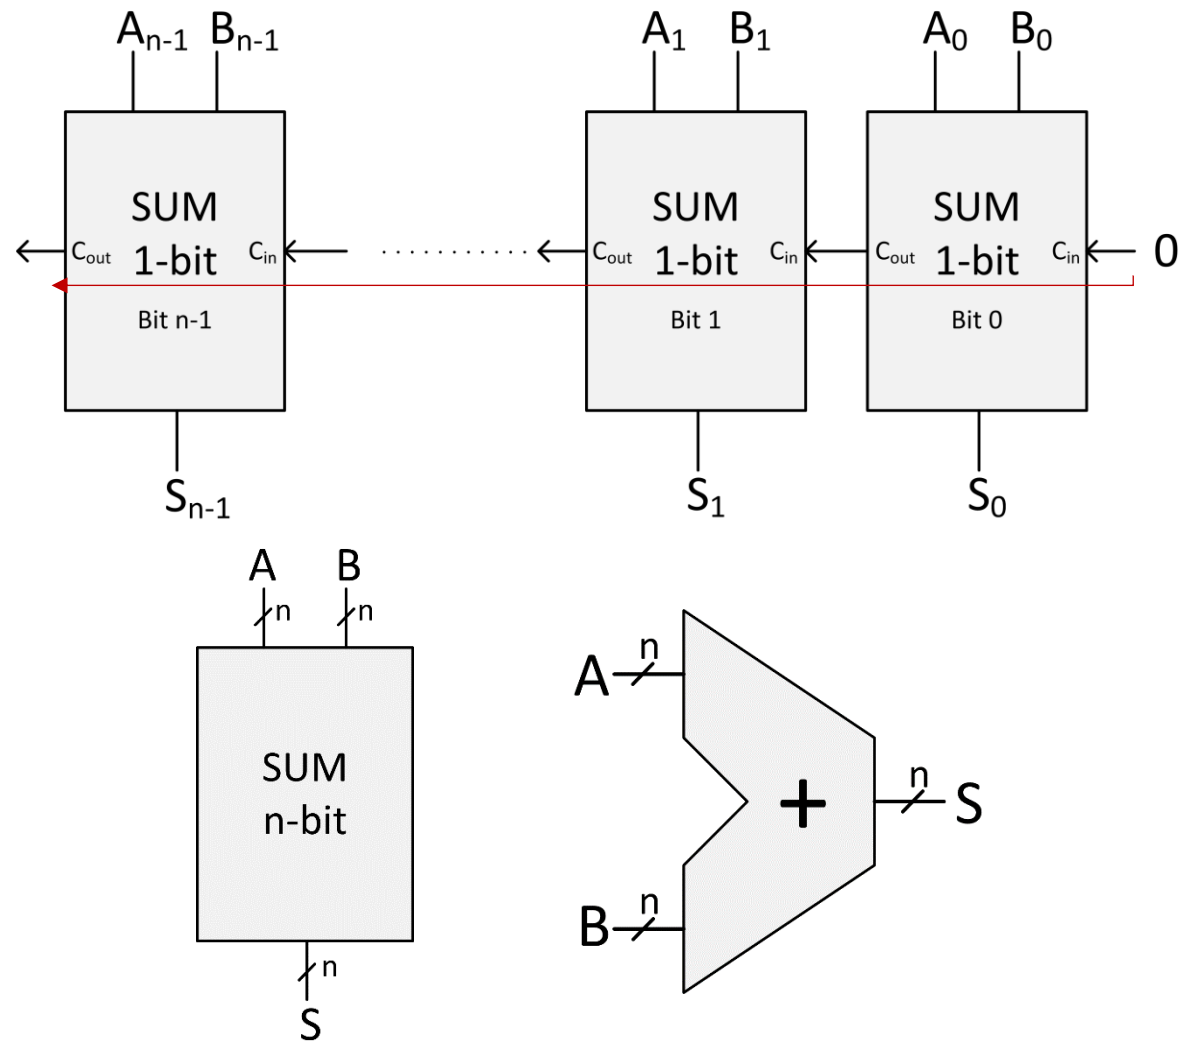 Aₙ₋₁ Bₙ₋₁ A₁ B₁ A₀ B₀
SUM SUM SUM
Cout 1-bit Cin Cout 1-bit Cin Cout 1-bit Cin 0
Bit n-1 Bit 1 Bit 0
Sₙ₋₁ S₁ S₀
A B
n n
SUM
n-bit
n
S
n
A
+
n
S
n
B